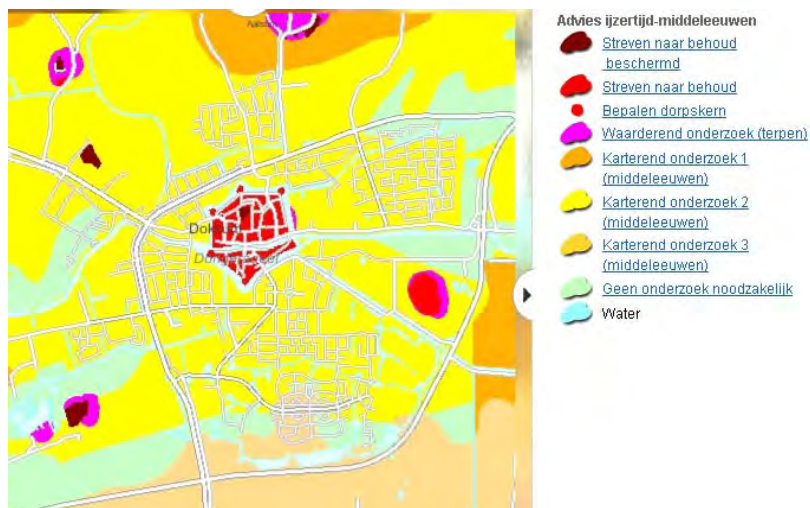 Aalsum
Dokkum
Advies ijzertijd-middeleeuwen
Streven naar behoud
beschermd
Streven naar behoud
Bepalen dorpskern
Waarderend onderzoek (terpen)
Karterend onderzoek 1
(middeleeuwen)
Karterend onderzoek 2
(middeleeuwen)
Karterend onderzoek 3
(middeleeuwen)
Geen onderzoek noodzakelijk
Water